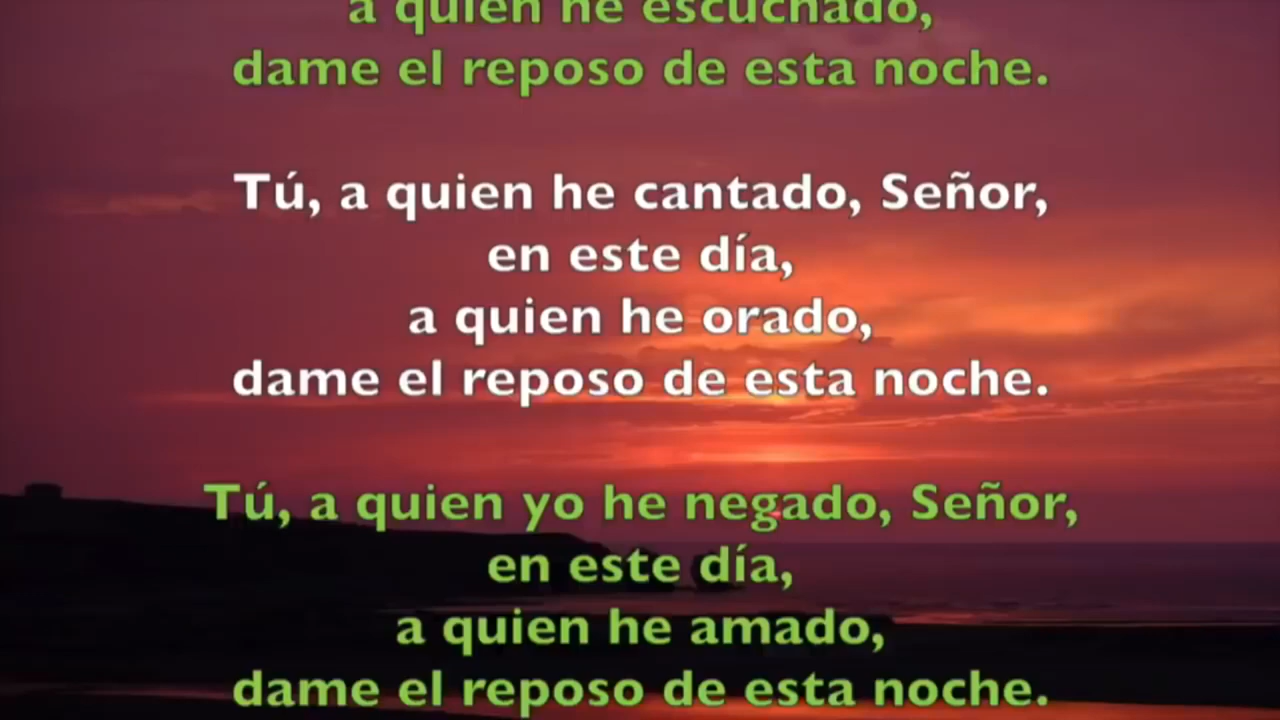 a quien he escuchado,
dame el reposo de esta noche.
Tú, a quien he cantado, Señor,
en este día,
a quien he orado,
dame el reposo de esta noche.
Tú, a quien yo he negado, Señor,
en este día,
a quien he amado,
dame el reposo de esta noche.